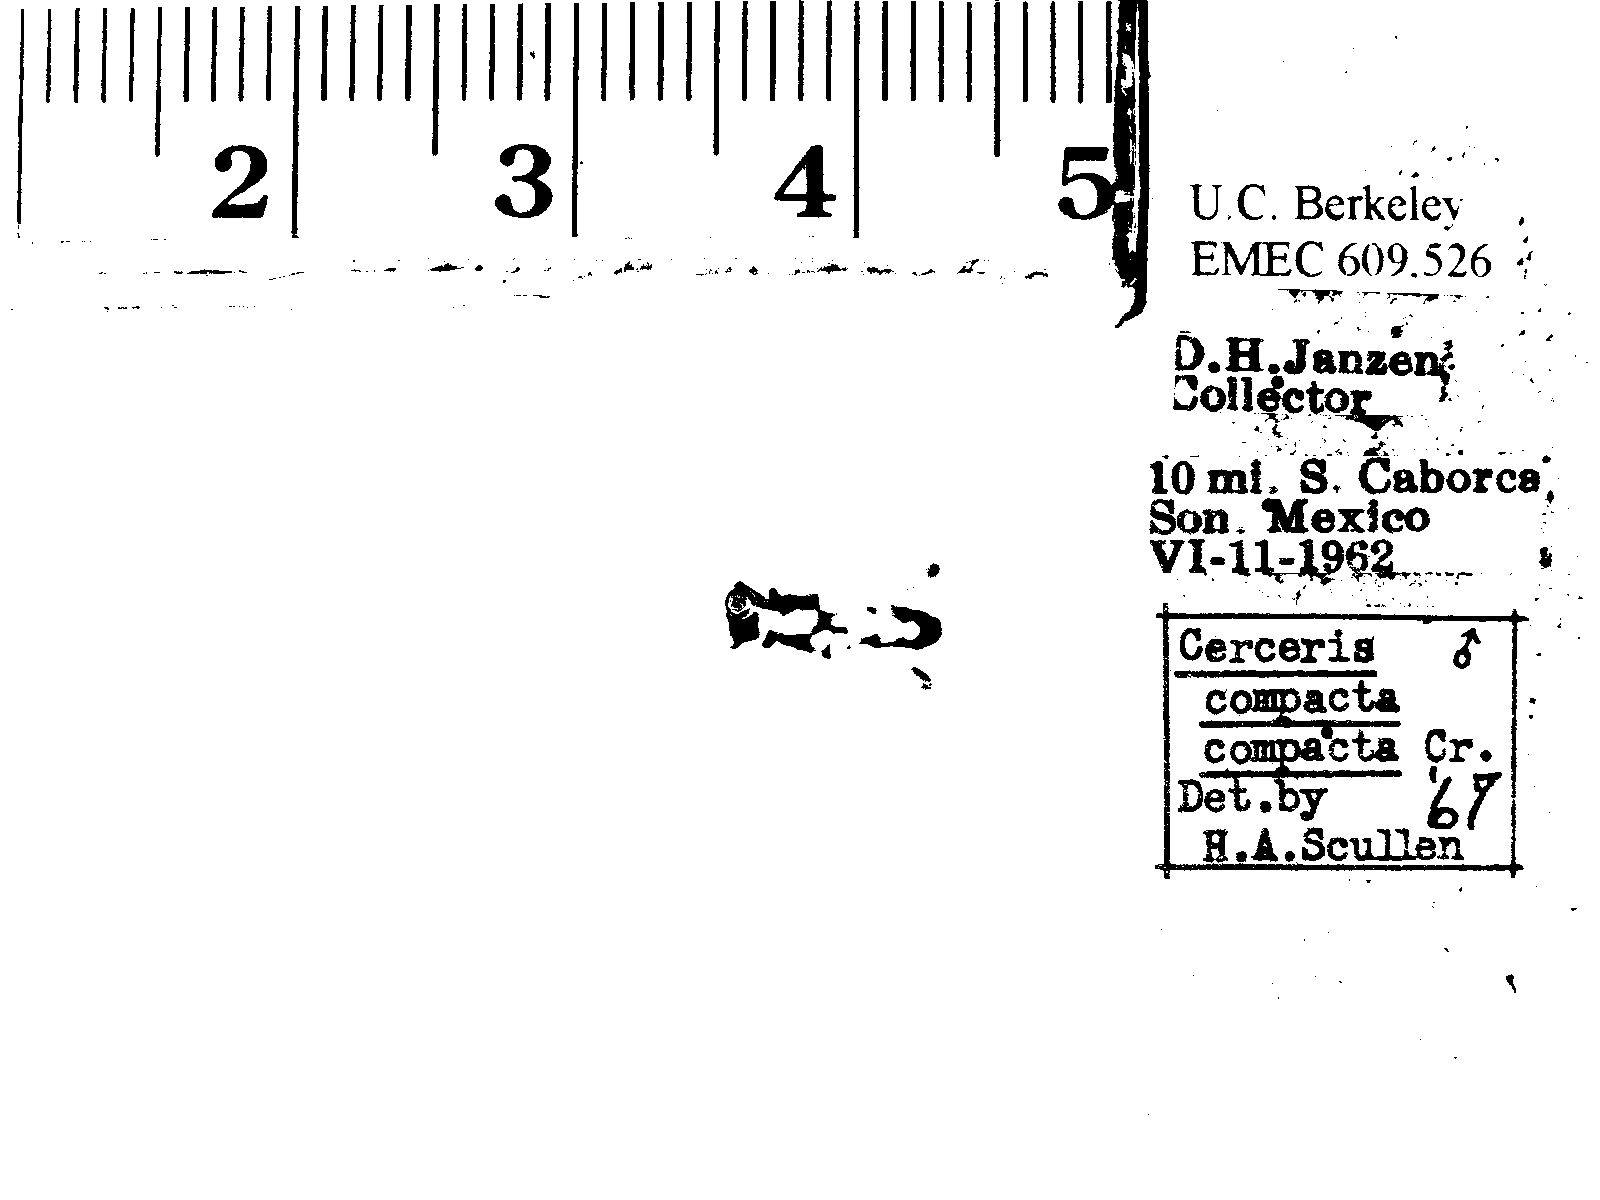 2 3 4 5
U.C. Berkeley
EMEC 609.526
D.H.Janzen
Collector
10 mi. S. Caborca
Son. Mexico
VI-11-1962
Cerceris ♂
compacta
compacta Cr.
Det.by '67
H.A.Scullen